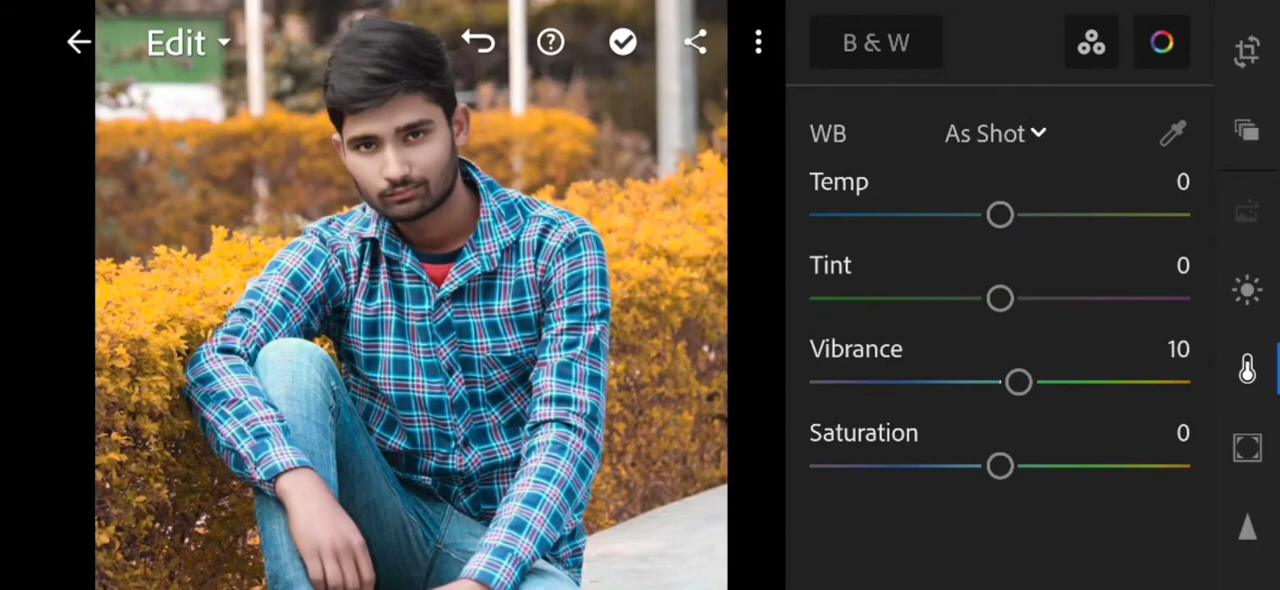 Edit
B & W
WB As Shot
Temp 0
Tint 0
Vibrance 10
Saturation 0